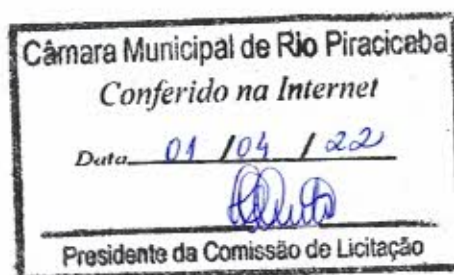 Câmara Municipal de Rio Piracicaba
Conferido na Internet
Data 01 / 04 / 22
Presidente da Comissão de Licitação